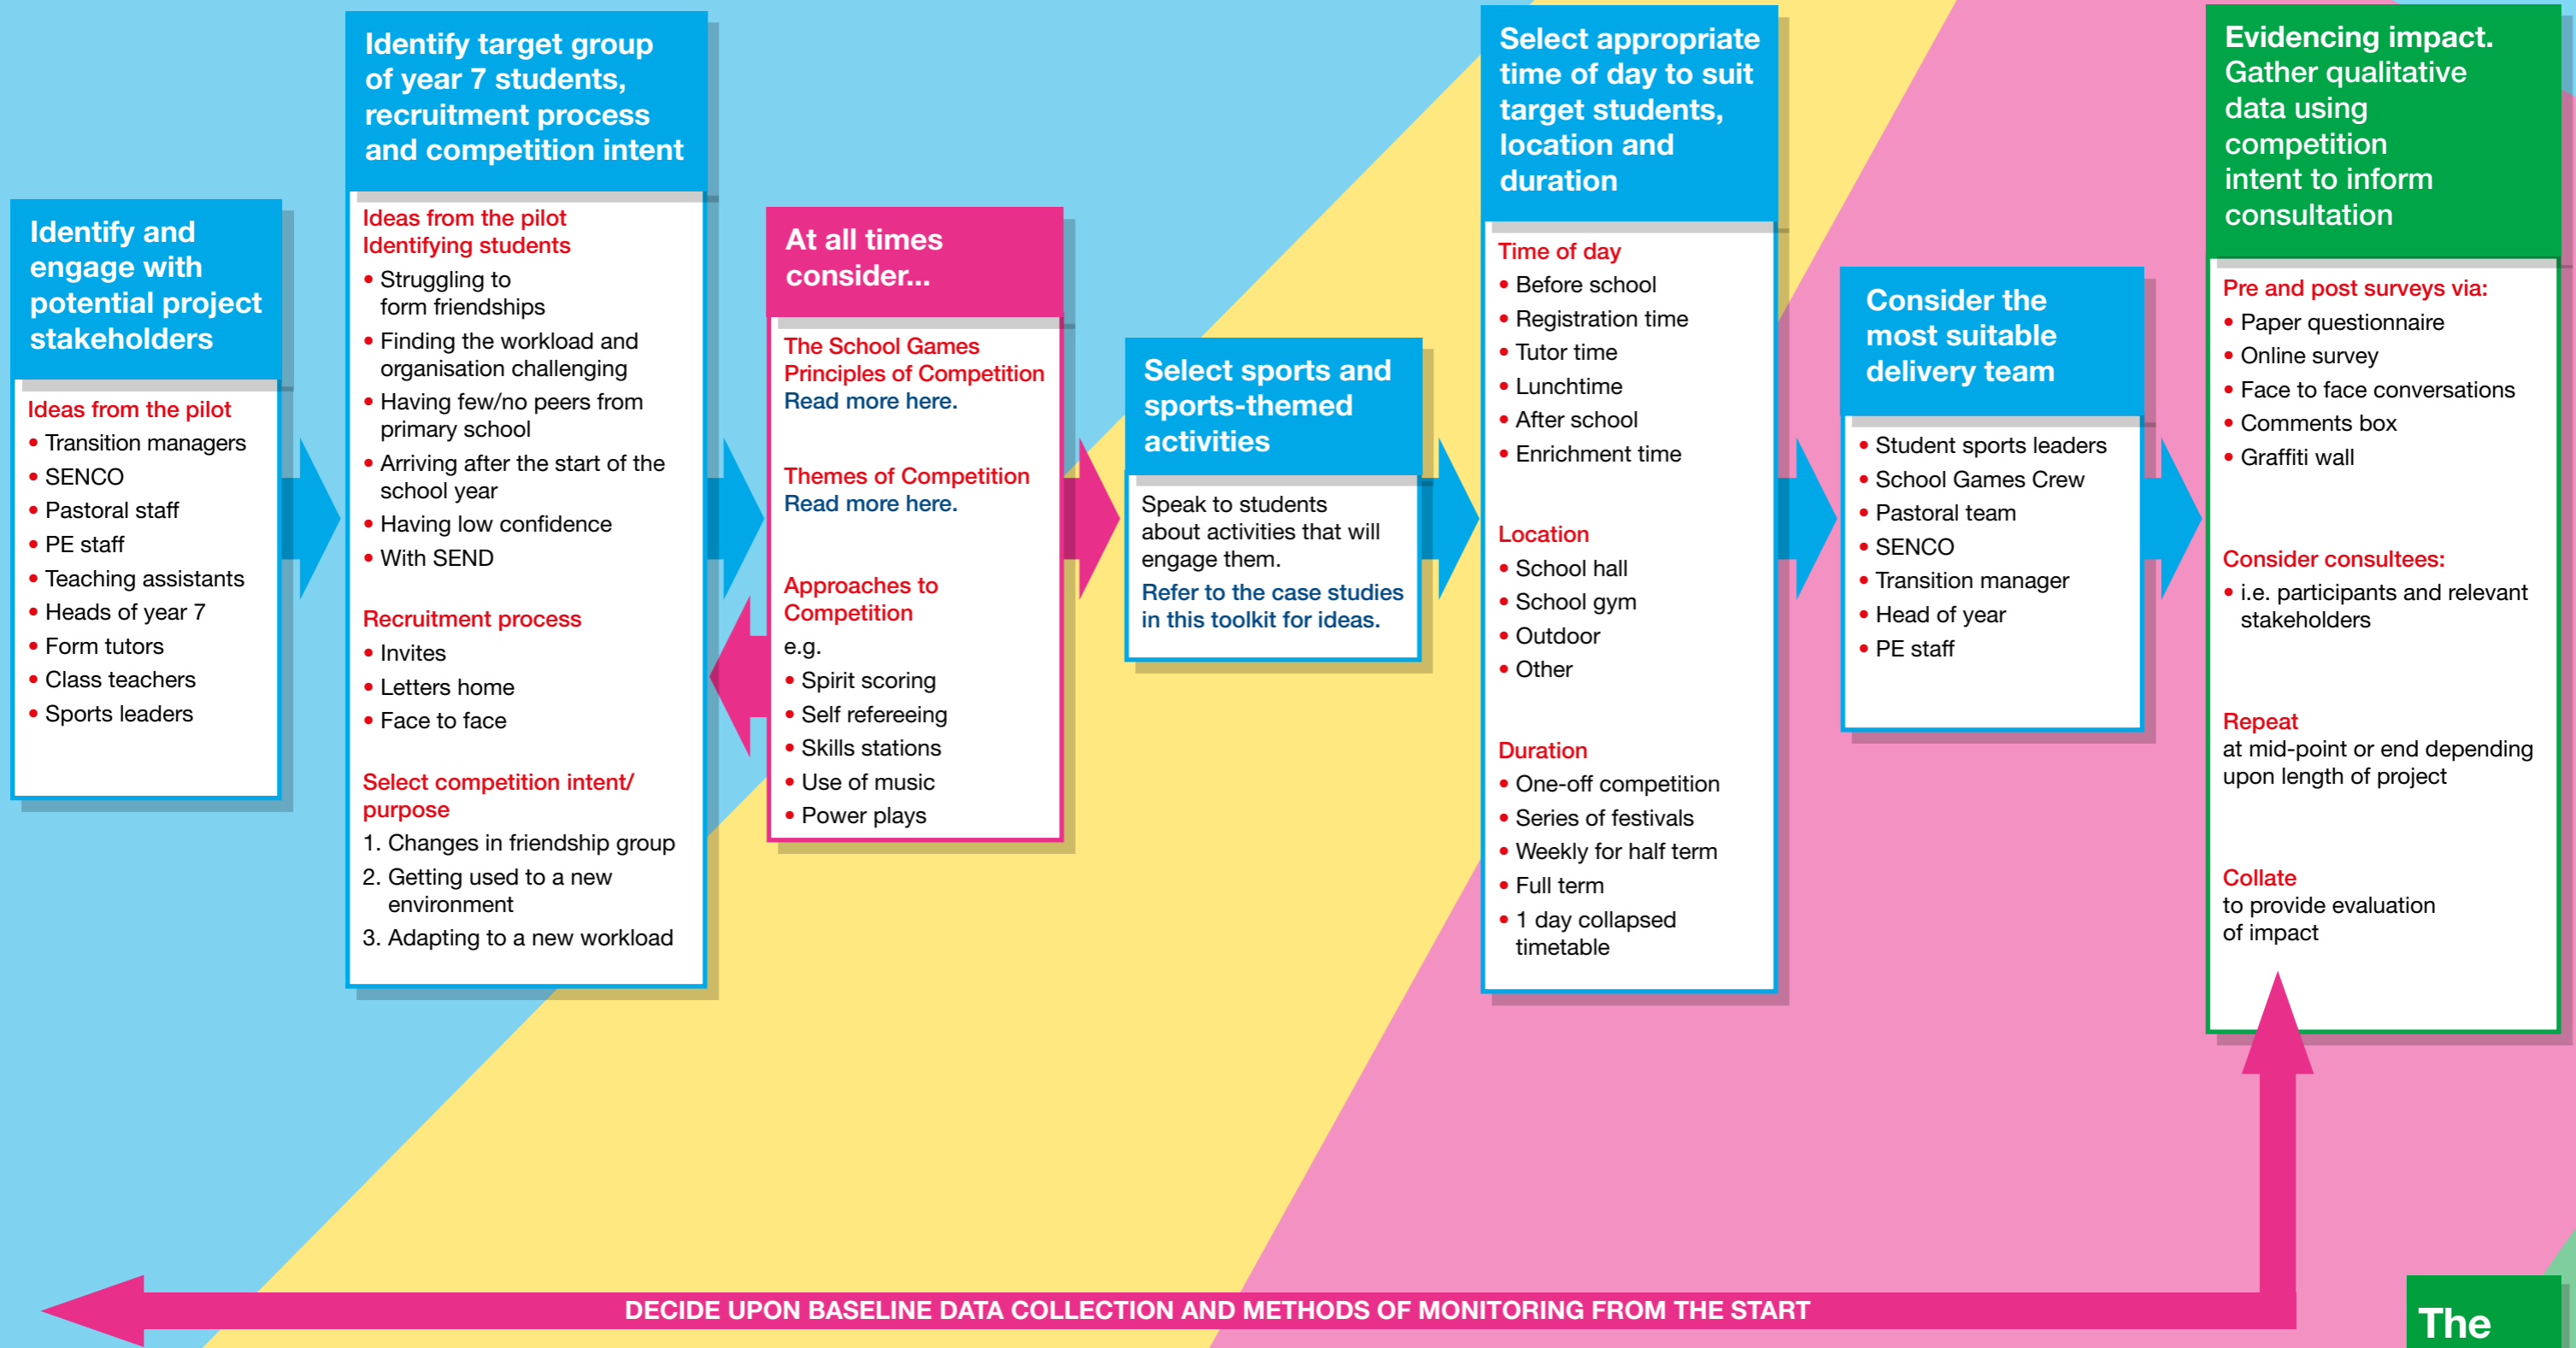 Identify and
engage with
potential project
stakeholders
Ideas from the pilot
• Transition managers
• SENCO
• Pastoral staff
• PE staff
• Teaching assistants
• Heads of year 7
• Form tutors
• Class teachers
• Sports leaders
Identify target group
of year 7 students,
recruitment process
and competition intent
Ideas from the pilot
Identifying students
• Struggling to
form friendships
• Finding the workload and
organisation challenging
• Having few/no peers from
primary school
• Arriving after the start of the
school year
• Having low confidence
• With SEND
Recruitment process
• Invites
• Letters home
• Face to face
Select competition intent/
purpose
1. Changes in friendship group
2. Getting used to a new
environment
3. Adapting to a new workload
At all times
consider...
The School Games
Principles of Competition
Read more here.
Themes of Competition
Read more here.
Approaches to
Competition
e.g.
• Spirit scoring
• Self refereeing
• Skills stations
• Use of music
• Power plays
Select sports and
sports-themed
activities
Speak to students
about activities that will
engage them.
Refer to the case studies
in this toolkit for ideas.
Select appropriate
time of day to suit
target students,
location and
duration
Time of day
• Before school
• Registration time
• Tutor time
• Lunchtime
• After school
• Enrichment time
Location
• School hall
• School gym
• Outdoor
• Other
Duration
• One-off competition
• Series of festivals
• Weekly for half term
• Full term
• 1 day collapsed
timetable
Consider the
most suitable
delivery team
• Student sports leaders
• School Games Crew
• Pastoral team
• SENCO
• Transition manager
• Head of year
• PE staff
Evidencing impact.
Gather qualitative
data using
competition
intent to inform
consultation
Pre and post surveys via:
• Paper questionnaire
• Online survey
• Face to face conversations
• Comments box
• Graffiti wall
Consider consultees:
• i.e. participants and relevant
stakeholders
Repeat
at mid-point or end depending
upon length of project
Collate
to provide evaluation
of impact
DECIDE UPON BASELINE DATA COLLECTION AND METHODS OF MONITORING FROM THE START
The